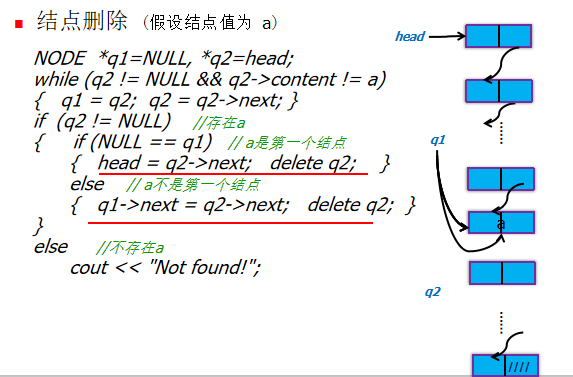 结点删除 (假设结点值为 a)
NODE *q1=NULL, *q2=head;
while (q2 != NULL && q2->content != a)
{ q1 = q2; q2 = q2->next; }
if (q2 != NULL) //存在a
{ if (NULL == q1) // a是第一个结点
{ head = q2->next; delete q2; }
else // a不是第一个结点
{ q1->next = q2->next; delete q2; }
}
else //不存在a
cout << "Not found!";
head
q1
a
q2
////